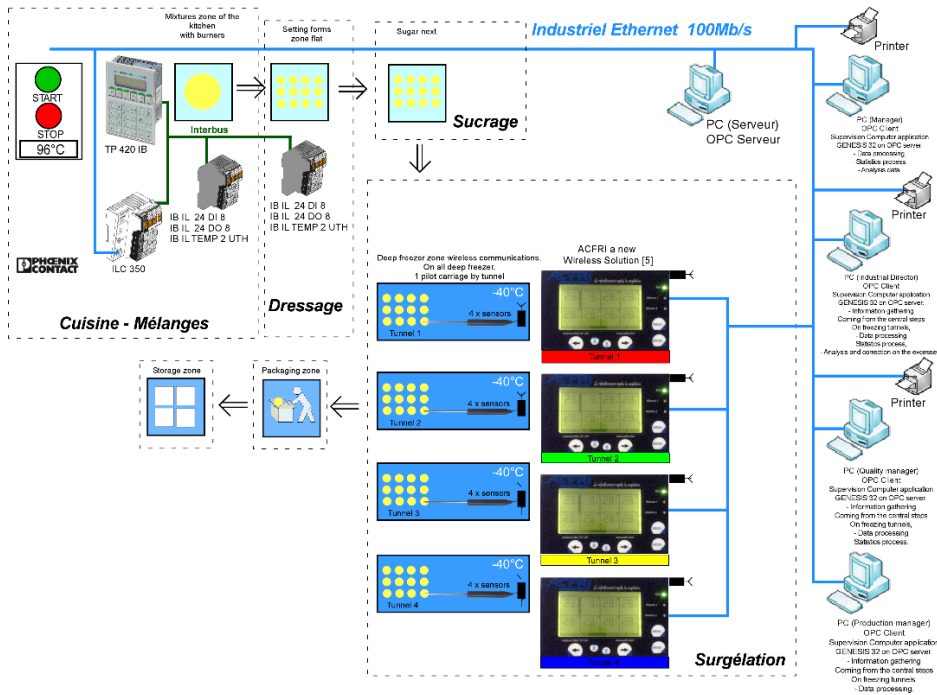 Mixtures zone of the
kitchen
with burners
Setting forms
zone flat
Sugar next
Industriel Ethernet 100Mb/s
START
STOP
96°C
TP 420 IB
Interbus
IB IL 24 DI 8
IB IL 24 DO 8
IB IL TEMP 2 UTH
IB IL 24 DI 8
IB IL 24 DO 8
IB IL TEMP 2 UTH
ILC 350
PHŒNIX
CONTACT
Cuisine - Mélanges
Dressage
Sucrage
PC (Serveur)
OPC Serveur
Printer
PC (Manager)
OPC Client
Supervision Computer application
GENESIS 32 on OPC server
- Data processing,
Statistics process
- Analysis data
Printer
PC (Industrial Director)
OPC Client
Supervision Computer application
GENESIS 32 on OPC server.
- Information gathering
Coming from the central steps
On freezing tunnels,
- Data processing
Statistics process,
- Analysis and correction on the excesse
Printer
PC (Quality manager)
OPC Client
Supervision Computer application
GENESIS 32 on OPC server.
- Information gathering
Coming from the central steps
On freezing tunnels,
- Data processing
Statistics process.
PC (Production manager)
OPC Client
Supervision Computer applicatior
GENESIS 32 on OPC server
- Information gathering
Coming from the central steps
On freezing tunnels
- Data processing.
Deep freezer zone wireless communications.
On all deep freezer.
1 pilot carriage by tunnel
ACFRI a new
Wireless Solution [5]
-40°C
4 x sensors
Tunnel 1
Tunnel 1
-40°C
4 x sensors
Tunnel 2
Tunnel 2
-40°C
4 x sensors
Tunnel 3
Tunnel 3
-40°C
4 x sensors
Tunnel 4
Tunnel 4
Surgélation
Storage zone
Packaging zone